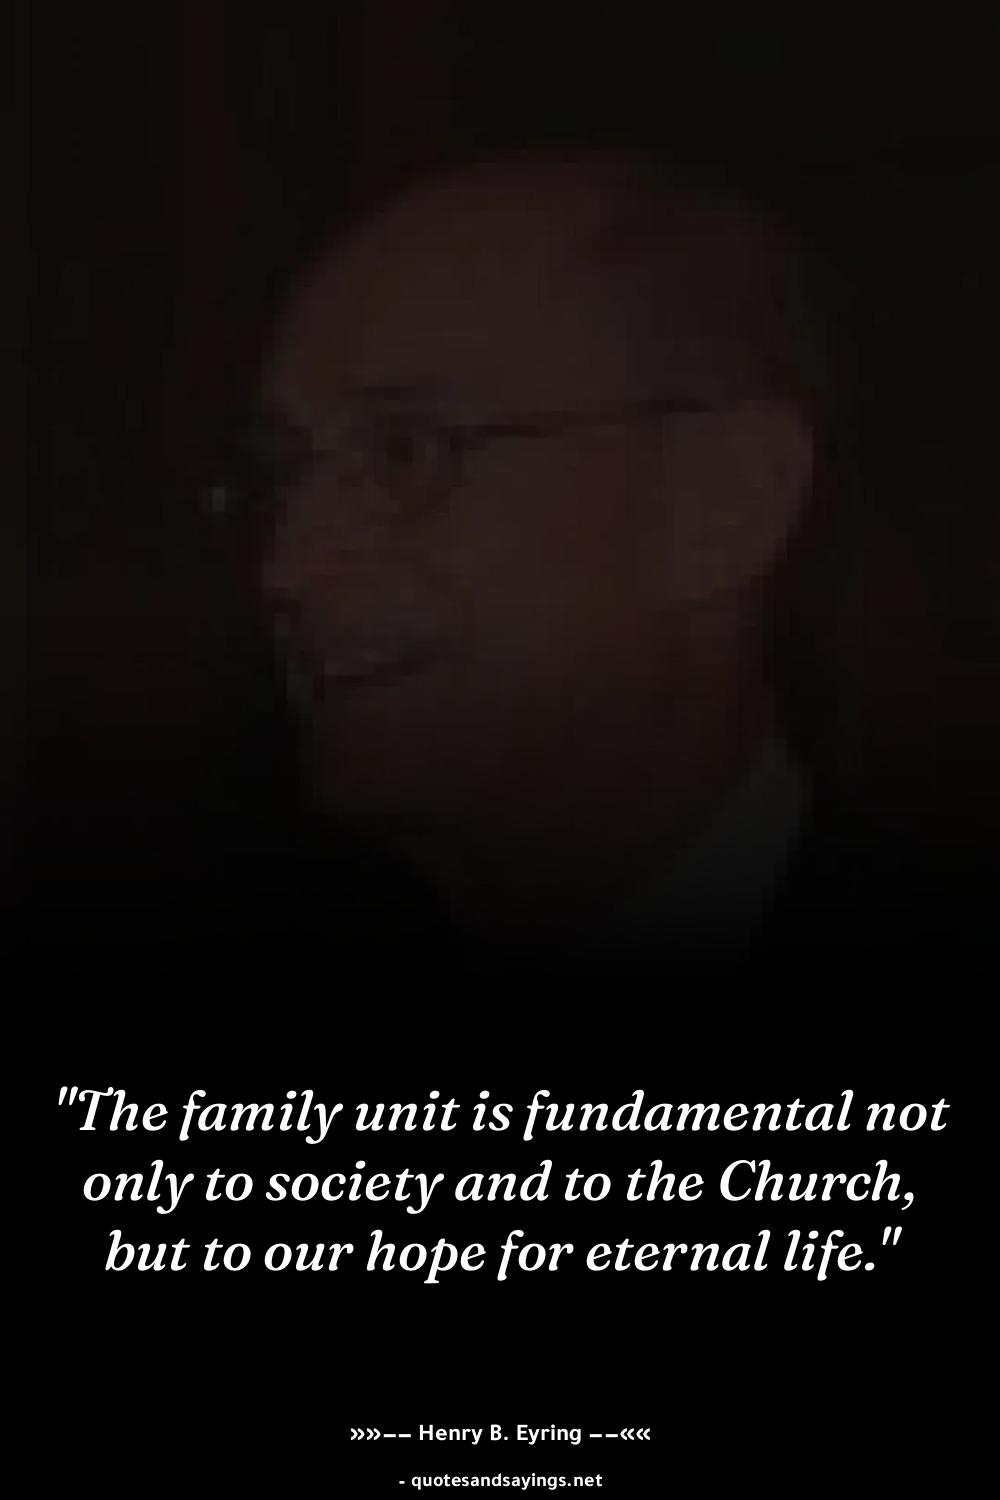 "The family unit is fundamental not
only to society and to the Church,
but to our hope for eternal life."
»»–– Henry B. Eyring ––««
- quotesandsayings.net